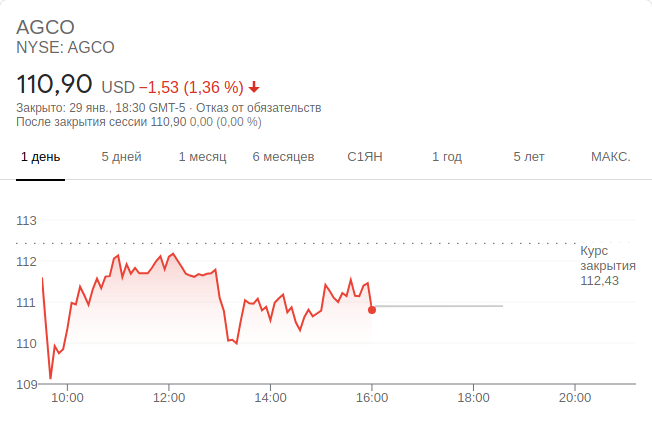 AGCO
NYSE: AGCO
110,90 USD −1,53 (1,36 %)
Закрыто: 29 янв., 18:30 GMT-5 · Отказ от обязательств
После закрытия сессии 110,90 0,00 (0,00 %)
1 день 5 дней 1 месяц 6 месяцев С1ЯН 1 год 5 лет МАКС.
113
112
111
110
109
Курс
закрытия
112,43
10:00 12:00 14:00 16:00 18:00 20:00